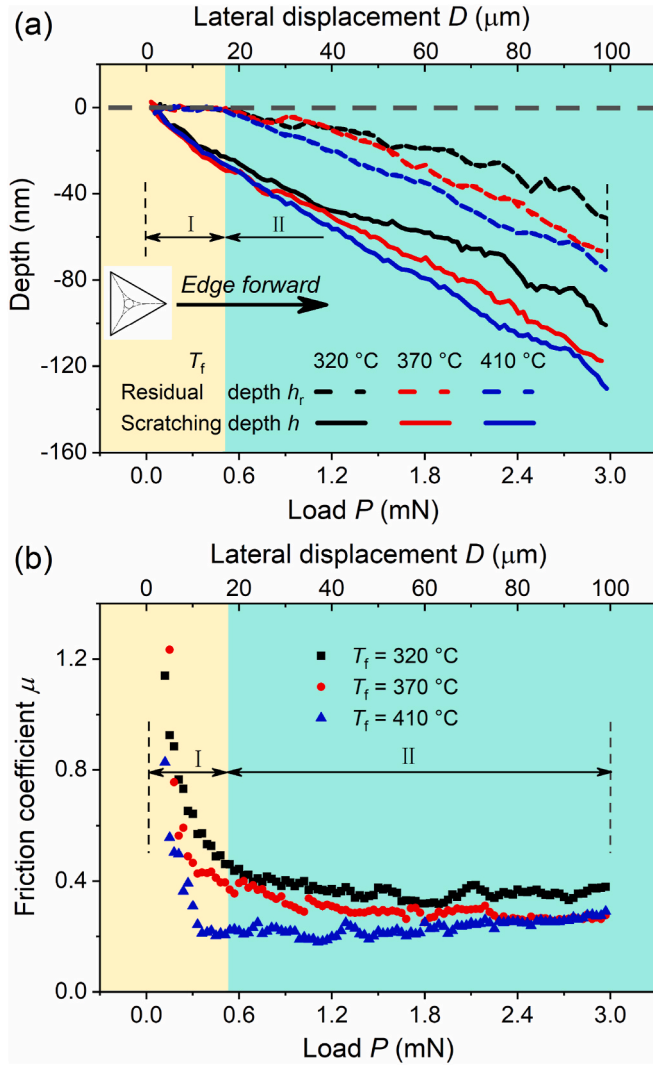 (a)
Lateral displacement D (μm)
0 20 40 60 80 100
0
-40
-80
-120
-160
Depth (nm)
I II
Edge forward
Tf 320 °C 370 °C 410 °C
Residual depth hr
Scratching depth h
0.0 0.6 1.2 1.8 2.4 3.0
Load P (mN)
(b)
Lateral displacement D (μm)
0 20 40 60 80 100
1.2
0.8
0.4
0.0
Friction coefficient μ
Tf = 320 °C
Tf = 370 °C
Tf = 410 °C
I II
0.0 0.6 1.2 1.8 2.4 3.0
Load P (mN)